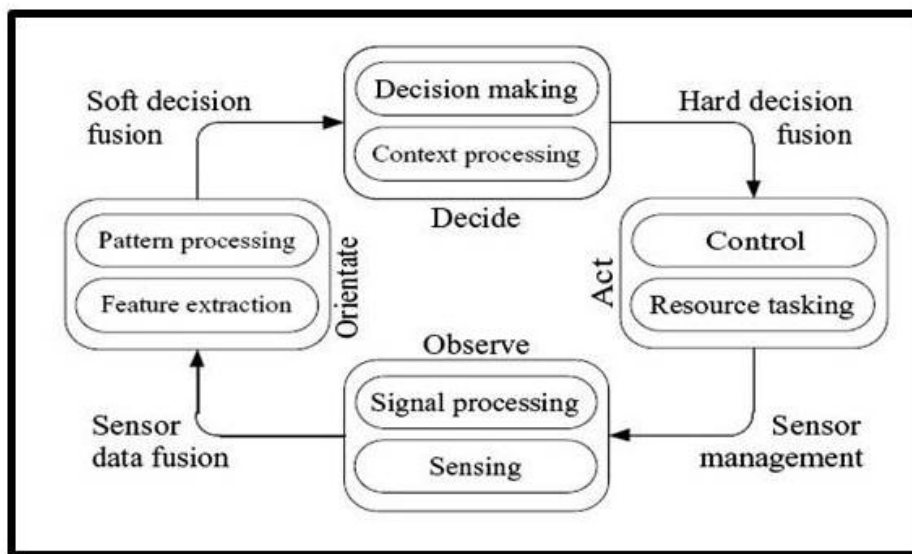 Soft decision
fusion
Decision making
Context processing
Decide
Hard decision
fusion
Pattern processing
Feature extraction
Orientate
Act
Control
Resource tasking
Observe
Signal processing
Sensing
Sensor
data fusion
Sensor
management